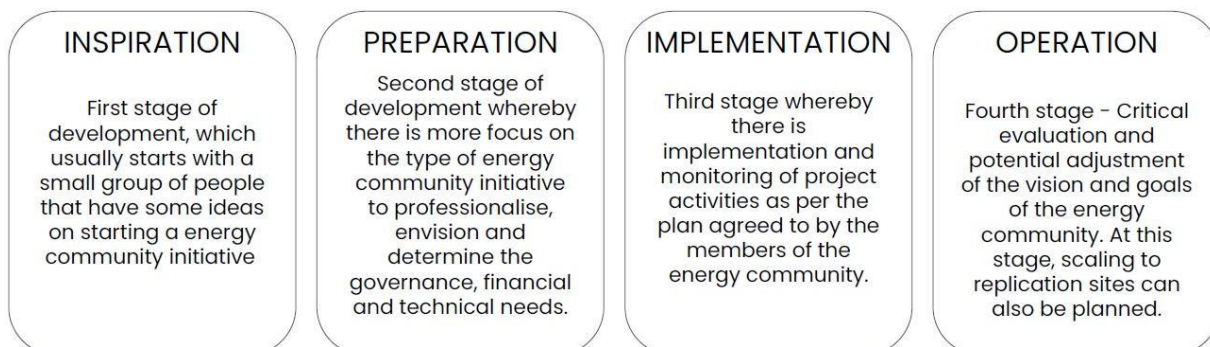 INSPIRATION
First stage of
development, which
usually starts with a
small group of people
that have some ideas
on starting a energy
community initiative
PREPARATION
Second stage of
development whereby
there is more focus on
the type of energy
community initiative
to professionalise,
envision and
determine the
governance, financial
and technical needs.
IMPLEMENTATION
Third stage whereby
there is
implementation and
monitoring of project
activities as per the
plan agreed to by the
members of the
energy community.
OPERATION
Fourth stage - Critical
evaluation and
potential adjustment
of the vision and goals
of the energy
community. At this
stage, scaling to
replication sites can
also be planned.